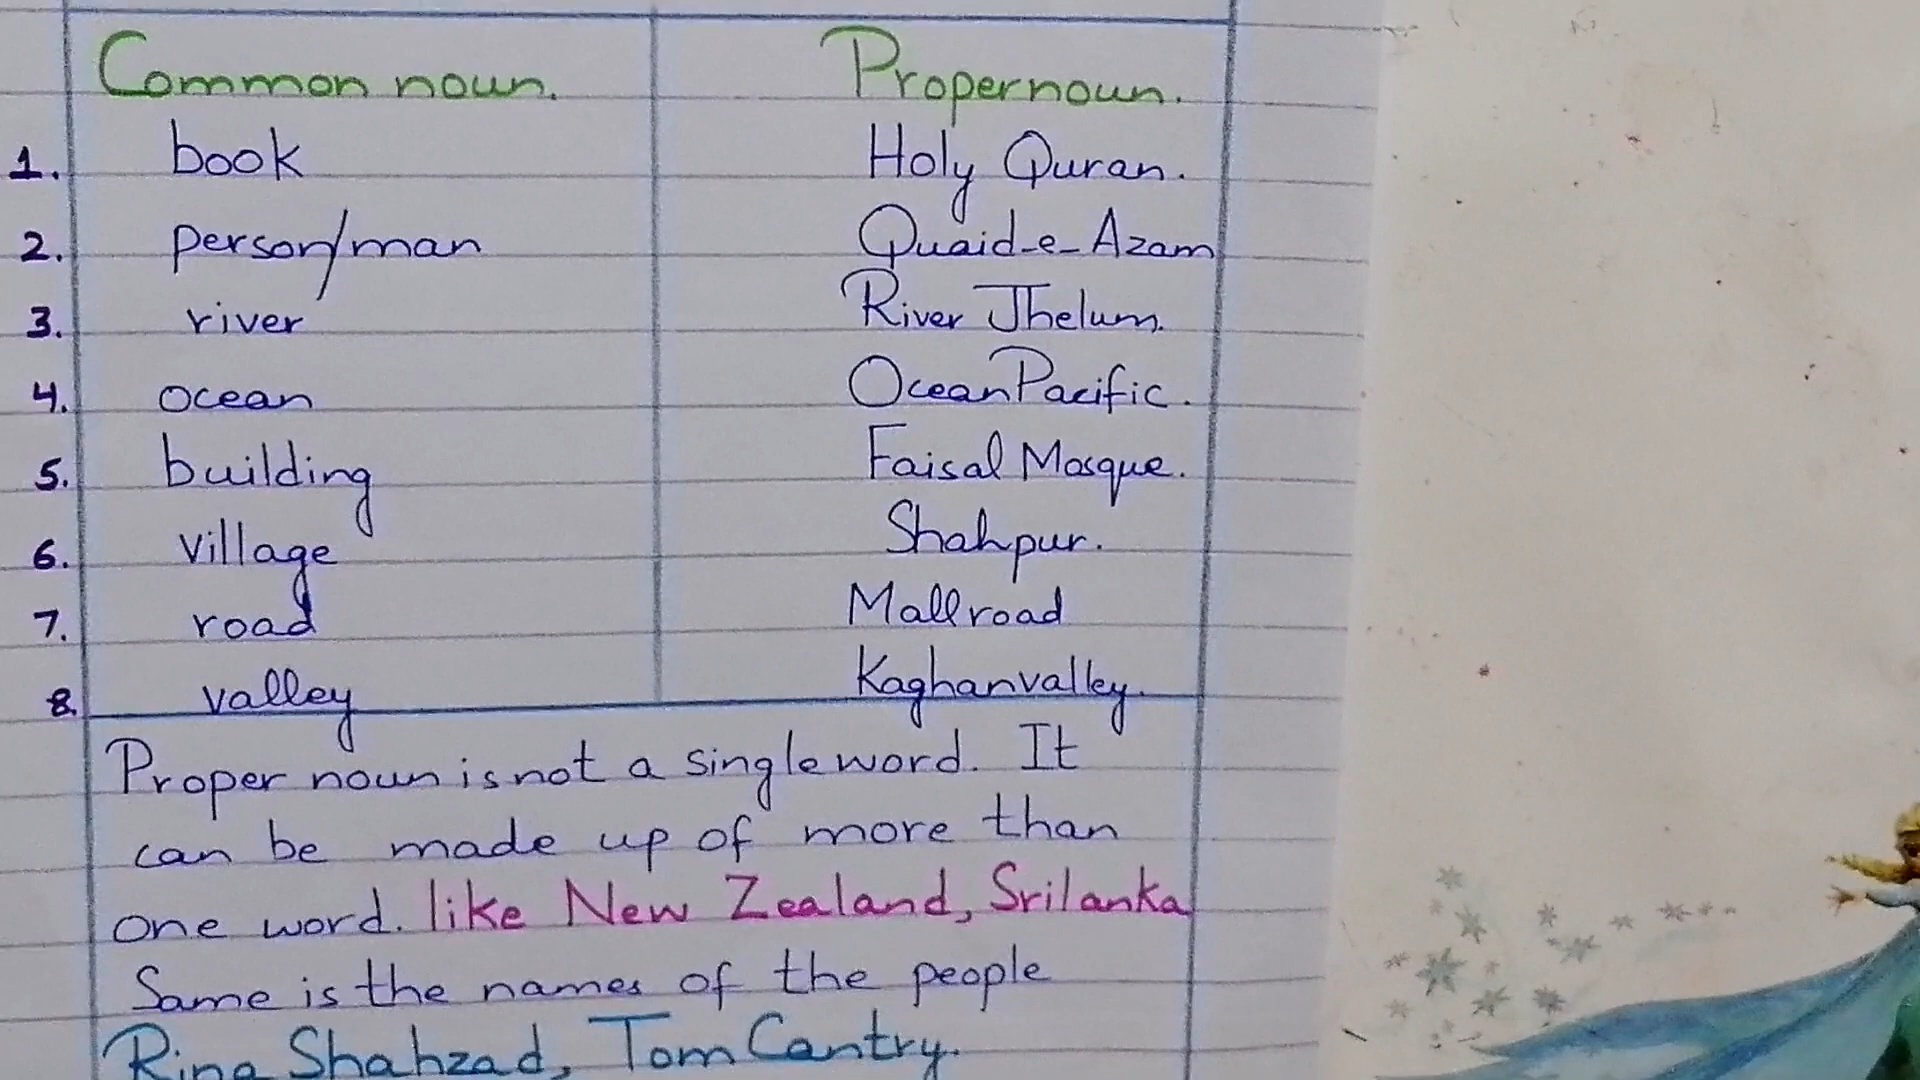 Common noun. Proper noun.
1. book Holy Quran.
2. person/man Quaid-e-Azam
3. river River Jhelum.
4. ocean Ocean Pacific.
5. building Faisal Mosque.
6. village Shahpur.
7. road Mall road
8. valley Kaghan valley.
Proper noun is not a single word. It
can be made up of more than
one word. like New Zealand, Srilanka
Same is the names of the people
Rina Shahzad, Tom Cantry.